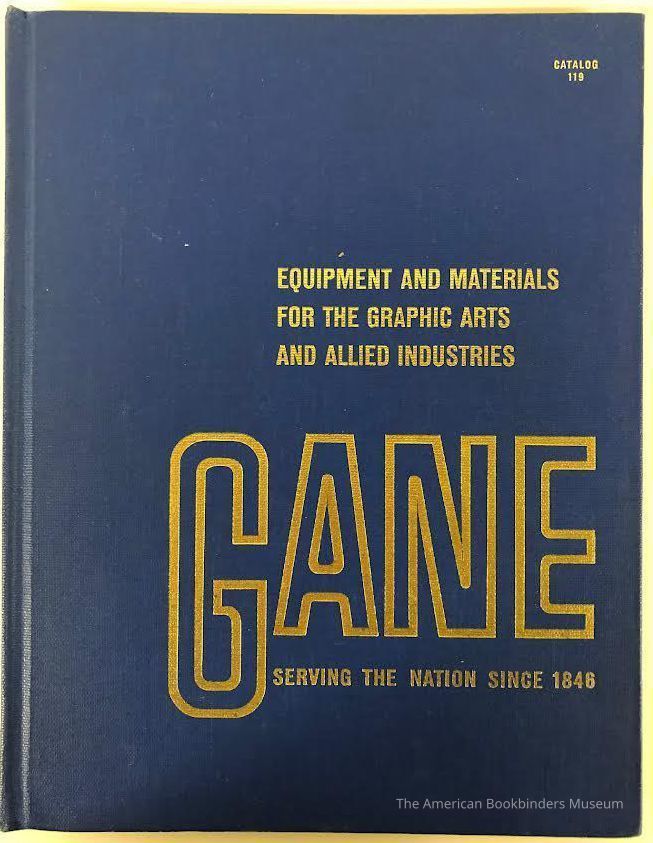 CATALOG
119
EQUIPMENT AND MATERIALS
FOR THE GRAPHIC ARTS
AND ALLIED INDUSTRIES
GANE
SERVING THE NATION SINCE 1846
The American Bookbinders Museum